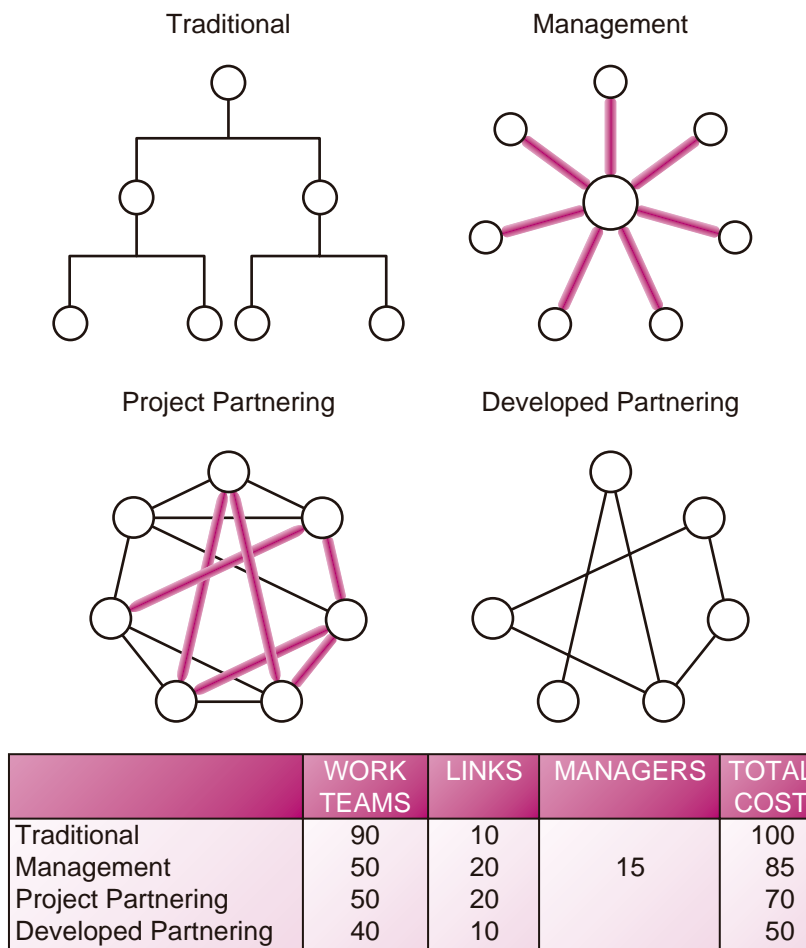 Traditional
Management
Project Partnering
Developed Partnering
WORK TEAMS LINKS MANAGERS TOTAL COST
Traditional 90 10 100
Management 50 20 15 85
Project Partnering 50 20 70
Developed Partnering 40 10 50